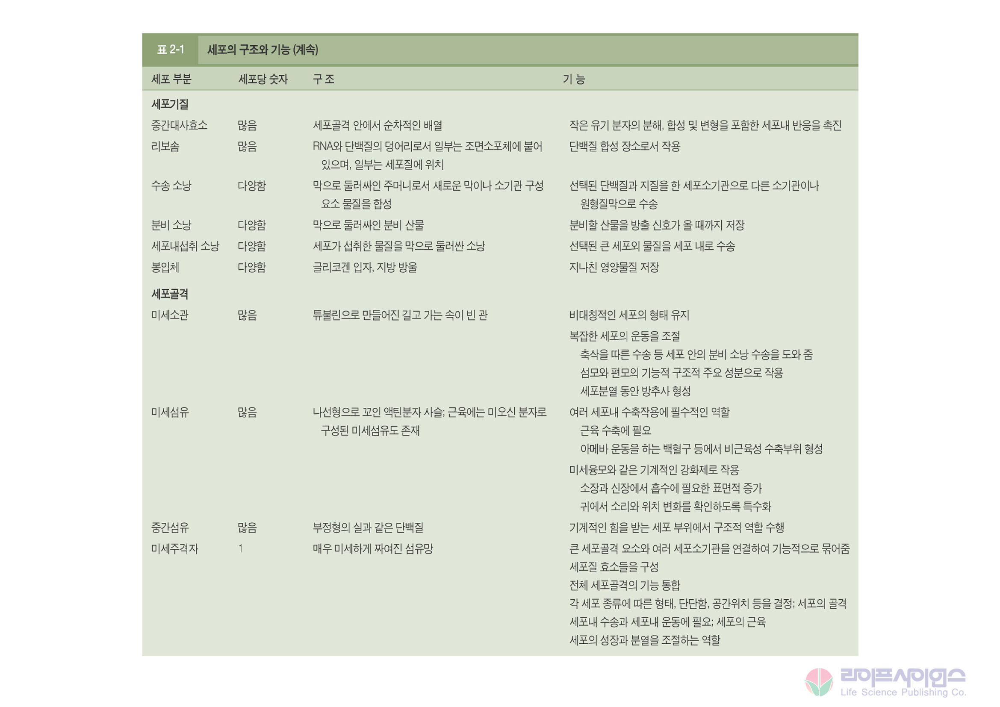 표 2-1 세포의 구조와 기능 (계속)
세포 부분 세포당 숫자 구 조 기 능
세포기질
중간대사효소 많음 세포골격 안에서 순차적인 배열 작은 유기 분자의 분해, 합성 및 변형을 포함한 세포내 반응을 촉진
리보솜 많음 RNA와 단백질의 덩어리로서 일부는 조면소포체에 붙어 단백질 합성 장소로서 작용
있으며, 일부는 세포질에 위치
수송 소낭 다양함 막으로 둘러싸인 주머니로서 새로운 막이나 소기관 구성 선택된 단백질과 지질을 한 세포소기관으로 다른 소기관이나
요소 물질을 합성 원형질막으로 수송
분비 소낭 다양함 막으로 둘러싸인 분비 산물 분비할 산물을 방출 신호가 올 때까지 저장
세포내섭취 소낭 다양함 세포가 섭취한 물질을 막으로 둘러싼 소낭 선택된 큰 세포외 물질을 세포 내로 수송
봉입체 다양함 글리코겐 입자, 지방 방울 지나친 영양물질 저장
세포골격
미세소관 많음 튜불린으로 만들어진 길고 가는 속이 빈 관 비대칭적인 세포의 형태 유지
복잡한 세포의 운동을 조절
축삭을 따른 수송 등 세포 안의 분비 소낭 수송을 도와 줌
섬모와 편모의 기능적 구조적 주요 성분으로 작용
세포분열 동안 방추사 형성
미세섬유 많음 나선형으로 꼬인 액틴분자 사슬; 근육에는 미오신 분자로 여러 세포내 수축작용에 필수적인 역할
구성된 미세섬유도 존재 근육 수축에 필요
아메바 운동을 하는 백혈구 등에서 비근육성 수축부위 형성
미세융모와 같은 기계적인 강화제로 작용
소장과 신장에서 흡수에 필요한 표면적 증가
귀에서 소리와 위치 변화를 확인하도록 특수화
중간섬유 많음 부정형의 실과 같은 단백질 기계적인 힘을 받는 세포 부위에서 구조적 역할 수행
미세주격자 1 매우 미세하게 짜여진 섬유망 큰 세포골격 요소와 여러 세포소기관을 연결하여 기능적으로 묶어줌
세포질 효소들을 구성
전체 세포골격의 기능 통합
각 세포 종류에 따른 형태, 단단함, 공간위치 등을 결정; 세포의 골격
세포내 수송과 세포내 운동에 필요; 세포의 근육
세포의 성장과 분열을 조절하는 역할
라이프사이언스
Life Science Publishing Co.